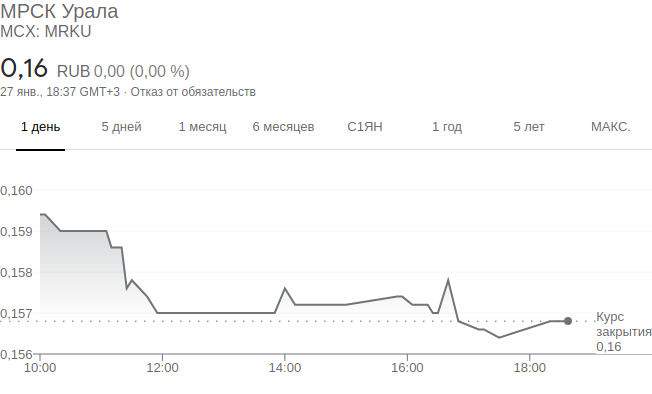 МРСК Урала
MCX: MRKU
0,16 RUB 0,00 (0,00 %)
27 янв., 18:37 GMT+3 · Отказ от обязательств
1 день 5 дней 1 месяц 6 месяцев С1ЯН 1 год 5 лет МАКС.
0,160
0,159
0,158
0,157
Курс
закрытия
0,16
0,156
10:00 12:00 14:00 16:00 18:00